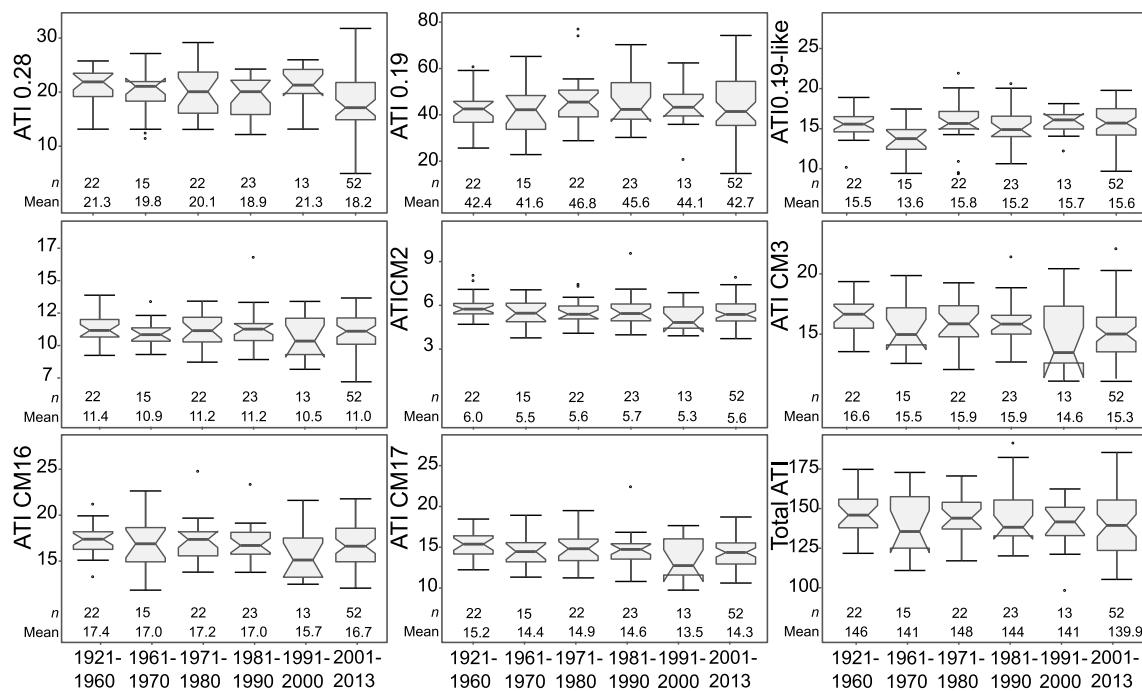 ATI 0.28
30
20
10
n 22 15 22 23 13 52
Mean 21.3 19.8 20.1 18.9 21.3 18.2
ATI 0.19
80
60
40
20
n 22 15 22 23 13 52
Mean 42.4 41.6 46.8 45.6 44.1 42.7
ATI0.19-like
25
20
15
10
n 22 15 22 23 13 52
Mean 15.5 13.6 15.8 15.2 15.7 15.6
17
15
12
10
7
n 22 15 22 23 13 52
Mean 11.4 10.9 11.2 11.2 10.5 11.0
ATICM2
9
6
3
n 22 15 22 23 13 52
Mean 6.0 5.5 5.6 5.7 5.3 5.6
ATI CM3
20
15
n 22 15 22 23 13 52
Mean 16.6 15.5 15.9 15.9 14.6 15.3
ATI CM16
25
20
15
n 22 15 22 23 13 52
Mean 17.4 17.0 17.2 17.0 15.7 16.7
ATI CM17
25
20
15
10
n 22 15 22 23 13 52
Mean 15.2 14.4 14.9 14.6 13.5 14.3
Total ATI
175
150
125
100
n 22 15 22 23 13 52
Mean 146 141 148 144 141 139.9
1921- 1961- 1971- 1981- 1991- 2001-
1960 1970 1980 1990 2000 2013
1921- 1961- 1971- 1981- 1991- 2001-
1960 1970 1980 1990 2000 2013
1921- 1961- 1971- 1981- 1991- 2001-
1960 1970 1980 1990 2000 2013